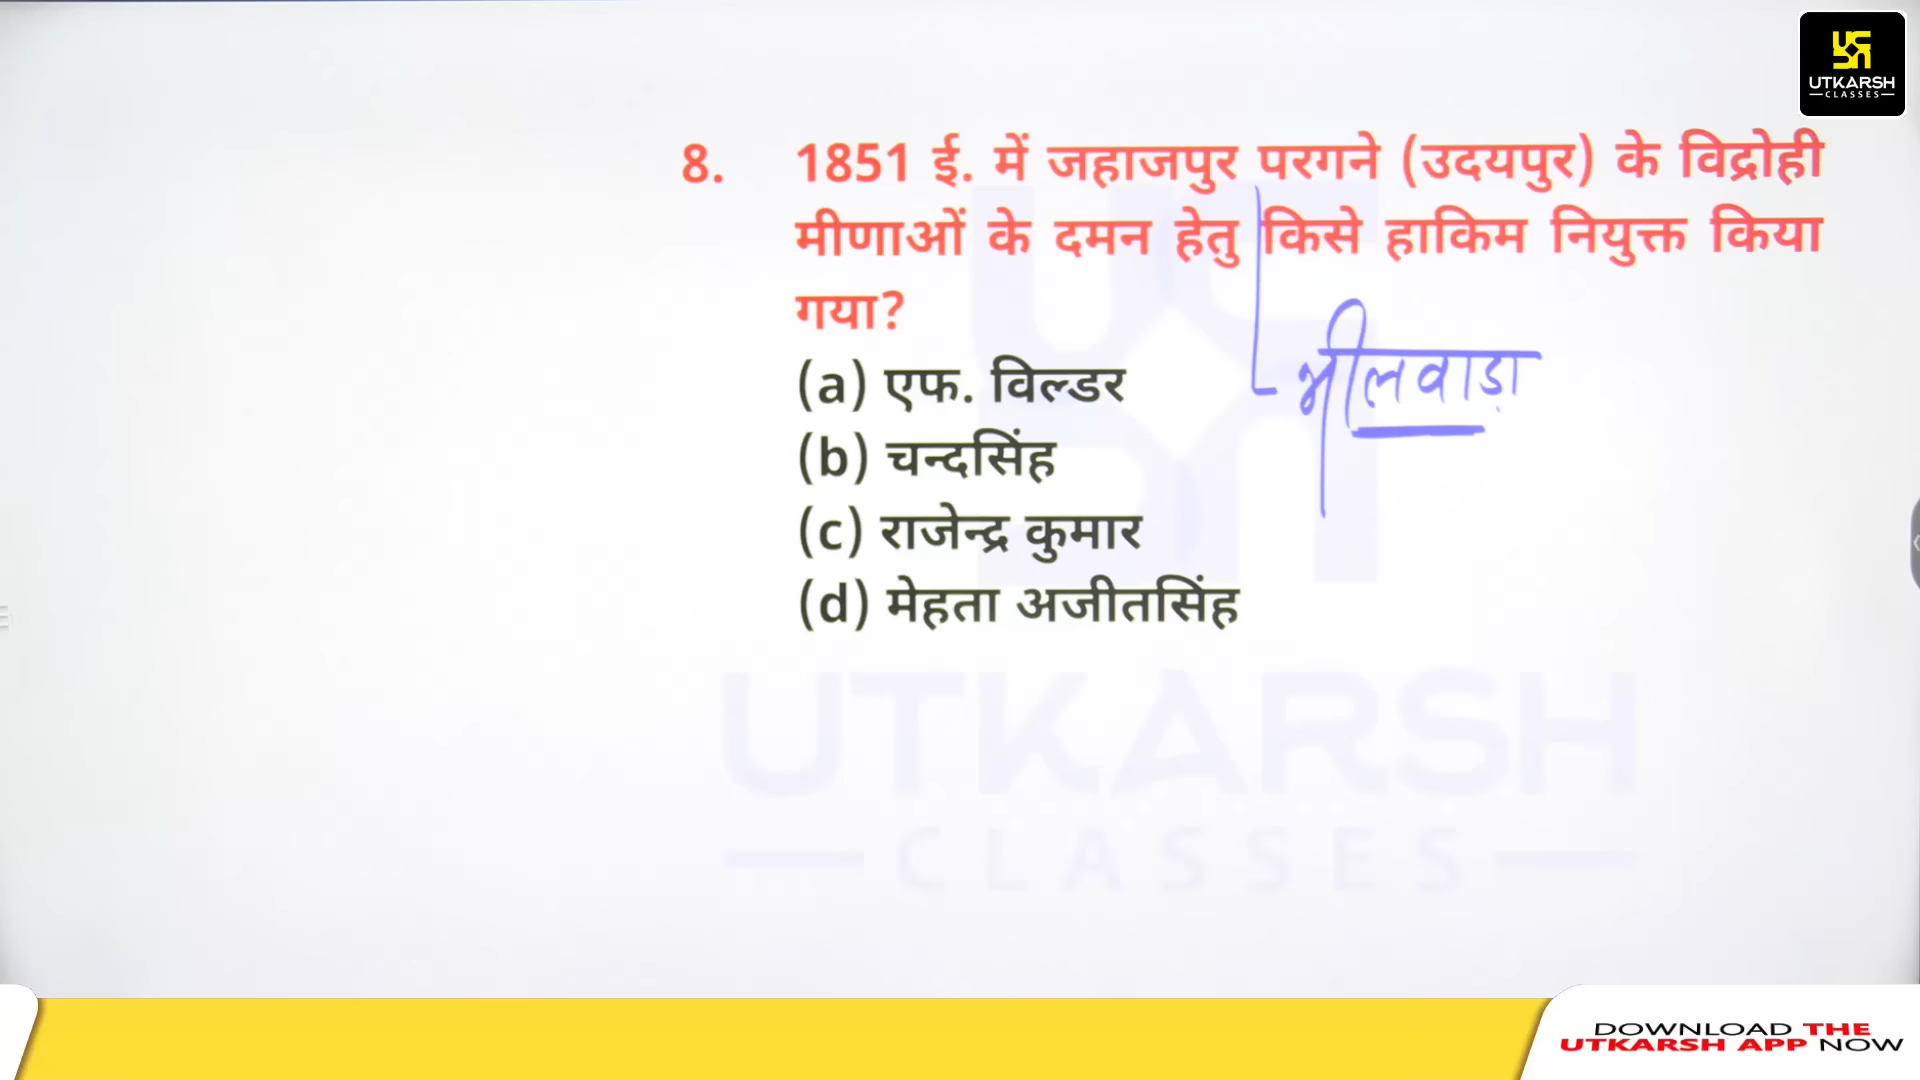 UTKARSH
CLASSES
8. 1851 ई. में जहाजपुर परगने (उदयपुर) के विद्रोही
मीणाओं के दमन हेतु किसे हाकिम नियुक्त किया
गया?
भीलवाड़ा
(a) एफ. विल्डर
(b) चन्दसिंह
(c) राजेन्द्र कुमार
(d) मेहता अजीतसिंह
UTKARSH
CLASSES
DOWNLOAD THE
UTKARSH APP NOW